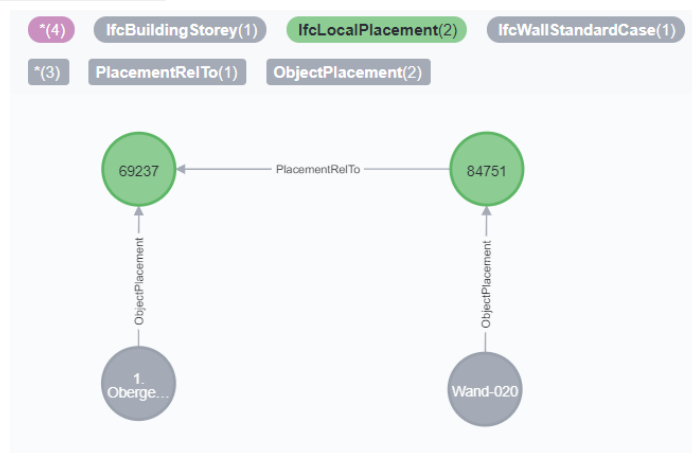 *(4) IfcBuildingStorey(1) IfcLocalPlacement(2) IfcWallStandardCase(1)
*(3) PlacementRelTo(1) ObjectPlacement(2)
69237 PlacementRelTo 84751
ObjectPlacement ObjectPlacement
1.
Oberge... Wand-020